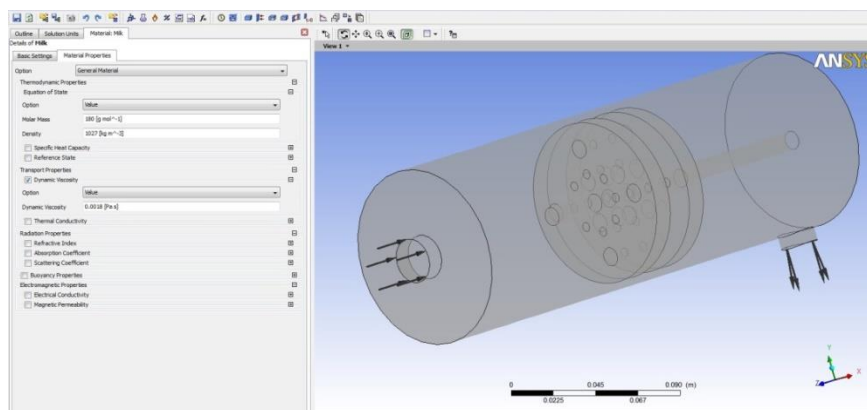 Outline Solution Units Material: Milk
Details of Milk
Basic Settings Material Properties
Option General Material
Thermodynamic Properties
Equation of State
Option Value
Molar Mass 180 [g mol^-1]
Density 1027 [kg m^-3]
Specific Heat Capacity
Reference State
Transport Properties
Dynamic Viscosity
Option Value
Dynamic Viscosity 0.0018 [Pa s]
Thermal Conductivity
Radiation Properties
Refractive Index
Absorption Coefficient
Scattering Coefficient
Buoyancy Properties
Electromagnetic Properties
Electrical Conductivity
Magnetic Permeability
View 1
ANSYS
0 0.045 0.090 (m)
0.0225 0.067
Y
Z X